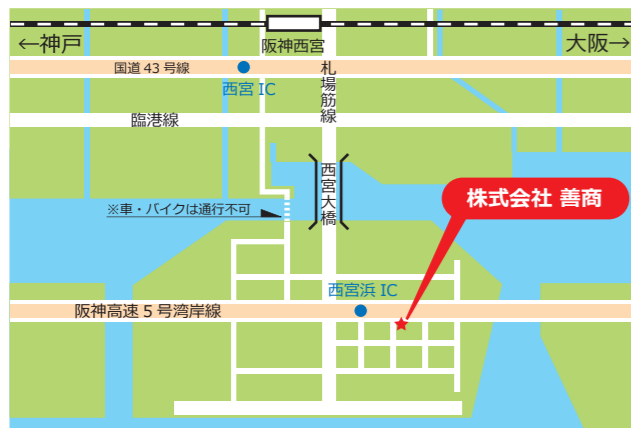 ←神戸
阪神西宮
大阪→
国道43号線
西宮 IC
札場筋線
臨港線
西宮大橋
株式会社 善商
※車・バイクは通行不可
西宮浜 IC
阪神高速5号湾岸線